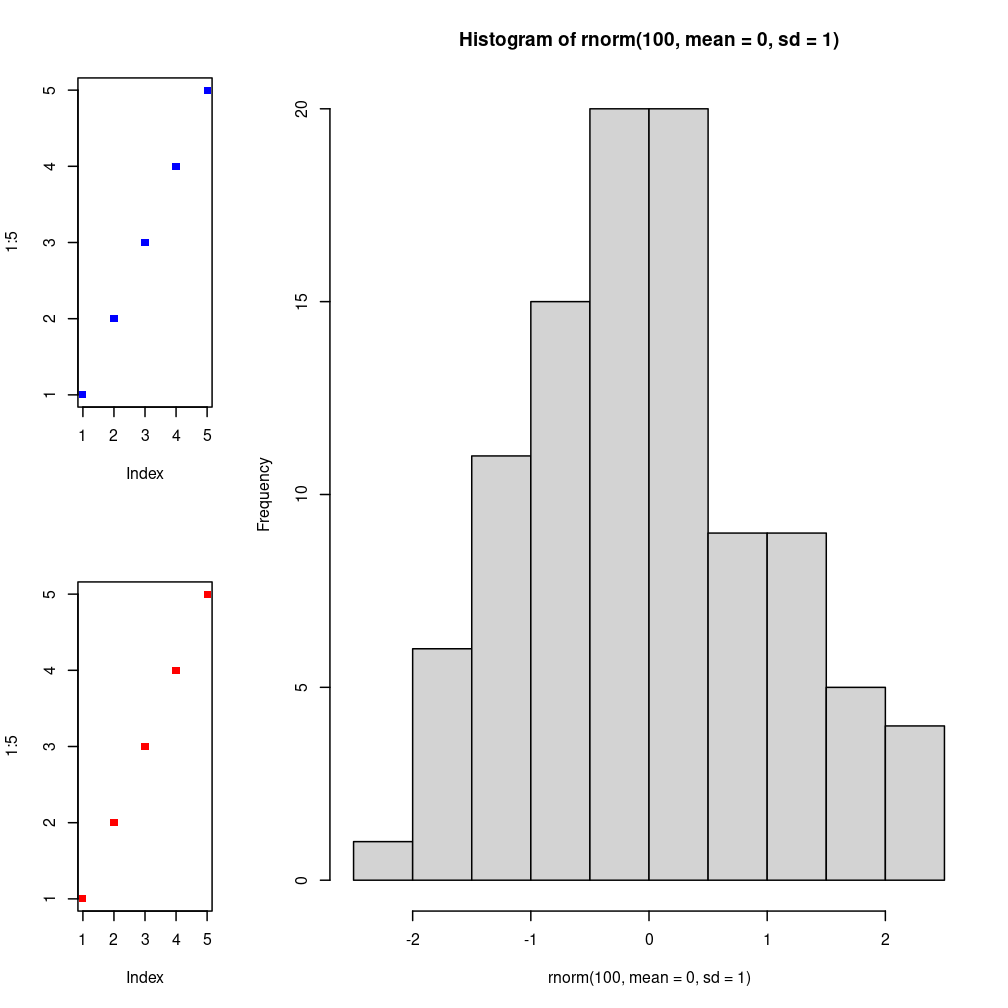 5
4
3
2
1
1:5
1 2 3 4 5
Index
5
4
3
2
1
1:5
1 2 3 4 5
Index
Histogram of rnorm(100, mean = 0, sd = 1)
20
15
10
5
0
Frequency
-2 -1 0 1 2
rnorm(100, mean = 0, sd = 1)